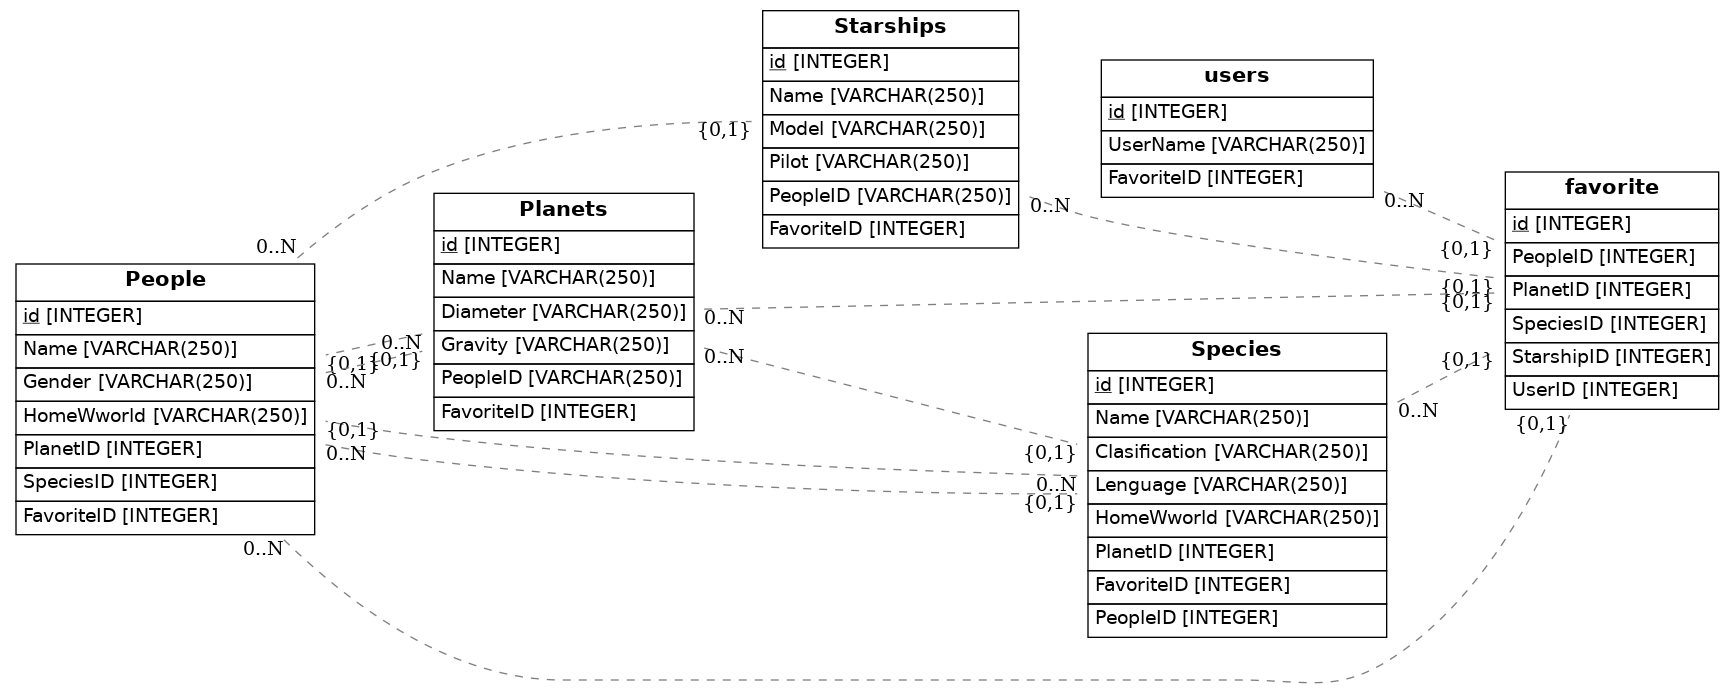 Starships
id [INTEGER]
Name [VARCHAR(250)]
Model [VARCHAR(250)]
Pilot [VARCHAR(250)]
PeopleID [VARCHAR(250)]
FavoriteID [INTEGER]
users
id [INTEGER]
UserName [VARCHAR(250)]
FavoriteID [INTEGER]
favorite
id [INTEGER]
PeopleID [INTEGER]
PlanetID [INTEGER]
SpeciesID [INTEGER]
StarshipID [INTEGER]
UserID [INTEGER]
Planets
id [INTEGER]
Name [VARCHAR(250)]
Diameter [VARCHAR(250)]
Gravity [VARCHAR(250)]
PeopleID [VARCHAR(250)]
FavoriteID [INTEGER]
People
id [INTEGER]
Name [VARCHAR(250)]
Gender [VARCHAR(250)]
HomeWworld [VARCHAR(250)]
PlanetID [INTEGER]
SpeciesID [INTEGER]
FavoriteID [INTEGER]
Species
id [INTEGER]
Name [VARCHAR(250)]
Clasification [VARCHAR(250)]
Lenguage [VARCHAR(250)]
HomeWworld [VARCHAR(250)]
PlanetID [INTEGER]
FavoriteID [INTEGER]
PeopleID [INTEGER]
{0,1}
0..N
0..N
{0,1}
0..N
{0,1}
{0,1}
0..N
0..N
{0,1}
{0,1}
0..N
0..N
{0,1}
0..N
{0,1}
0..N
{0,1}
{0,1}
0..N
0..N
{0,1}